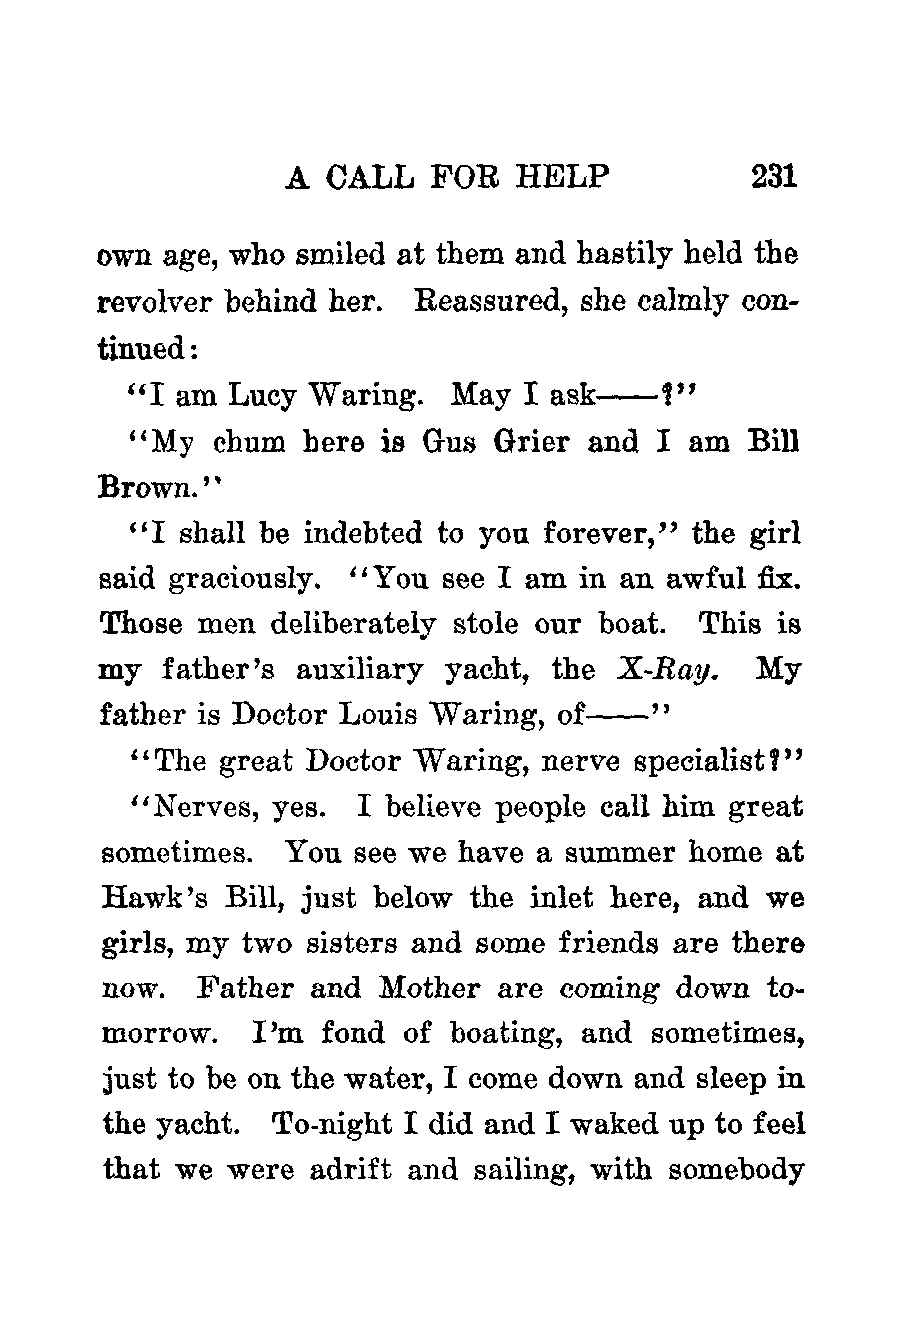 A CALL FOR HELP 231
own age, who smiled at them and hastily held the
revolver behind her. Reassured, she calmly con-
tinued:
"I am Lucy Waring. May I ask——?"
"My chum here is Gus Grier and I am Bill
Brown."
"I shall be indebted to you forever," the girl
said graciously. "You see I am in an awful fix.
Those men deliberately stole our boat. This is
my father's auxiliary yacht, the X-Ray. My
father is Doctor Louis Waring, of——"
"The great Doctor Waring, nerve specialist?"
"Nerves, yes. I believe people call him great
sometimes. You see we have a summer home at
Hawk's Bill, just below the inlet here, and we
girls, my two sisters and some friends are there
now. Father and Mother are coming down to-
morrow. I'm fond of boating, and sometimes,
just to be on the water, I come down and sleep in
the yacht. To-night I did and I waked up to feel
that we were adrift and sailing, with somebody